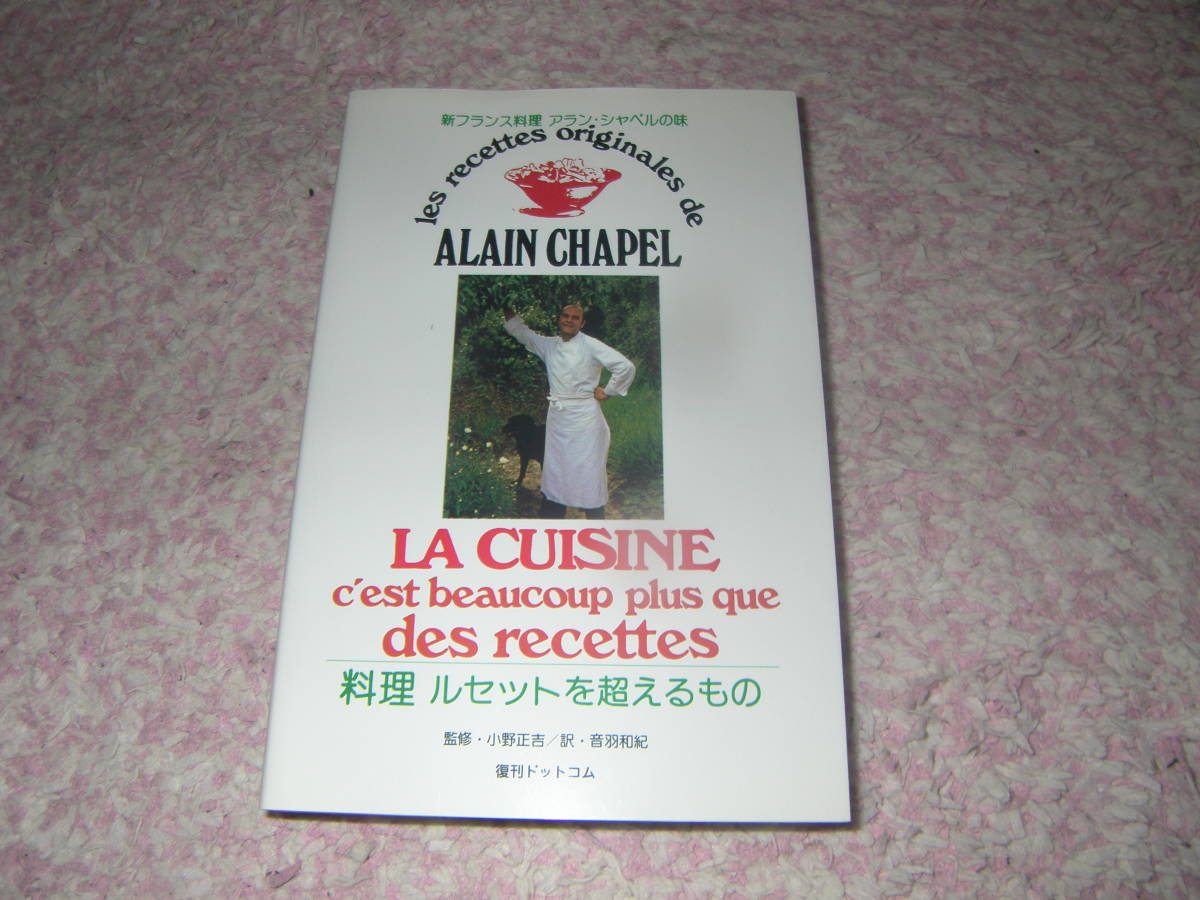 新フランス料理 アラン・シャペルの味
les recettes originales de
ALAIN CHAPEL
LA CUISINE
c'est beaucoup plus que
des recettes
料理 ルセットを超えるもの
監修・小野正吉/訳・音羽和紀
復刊ドットコム